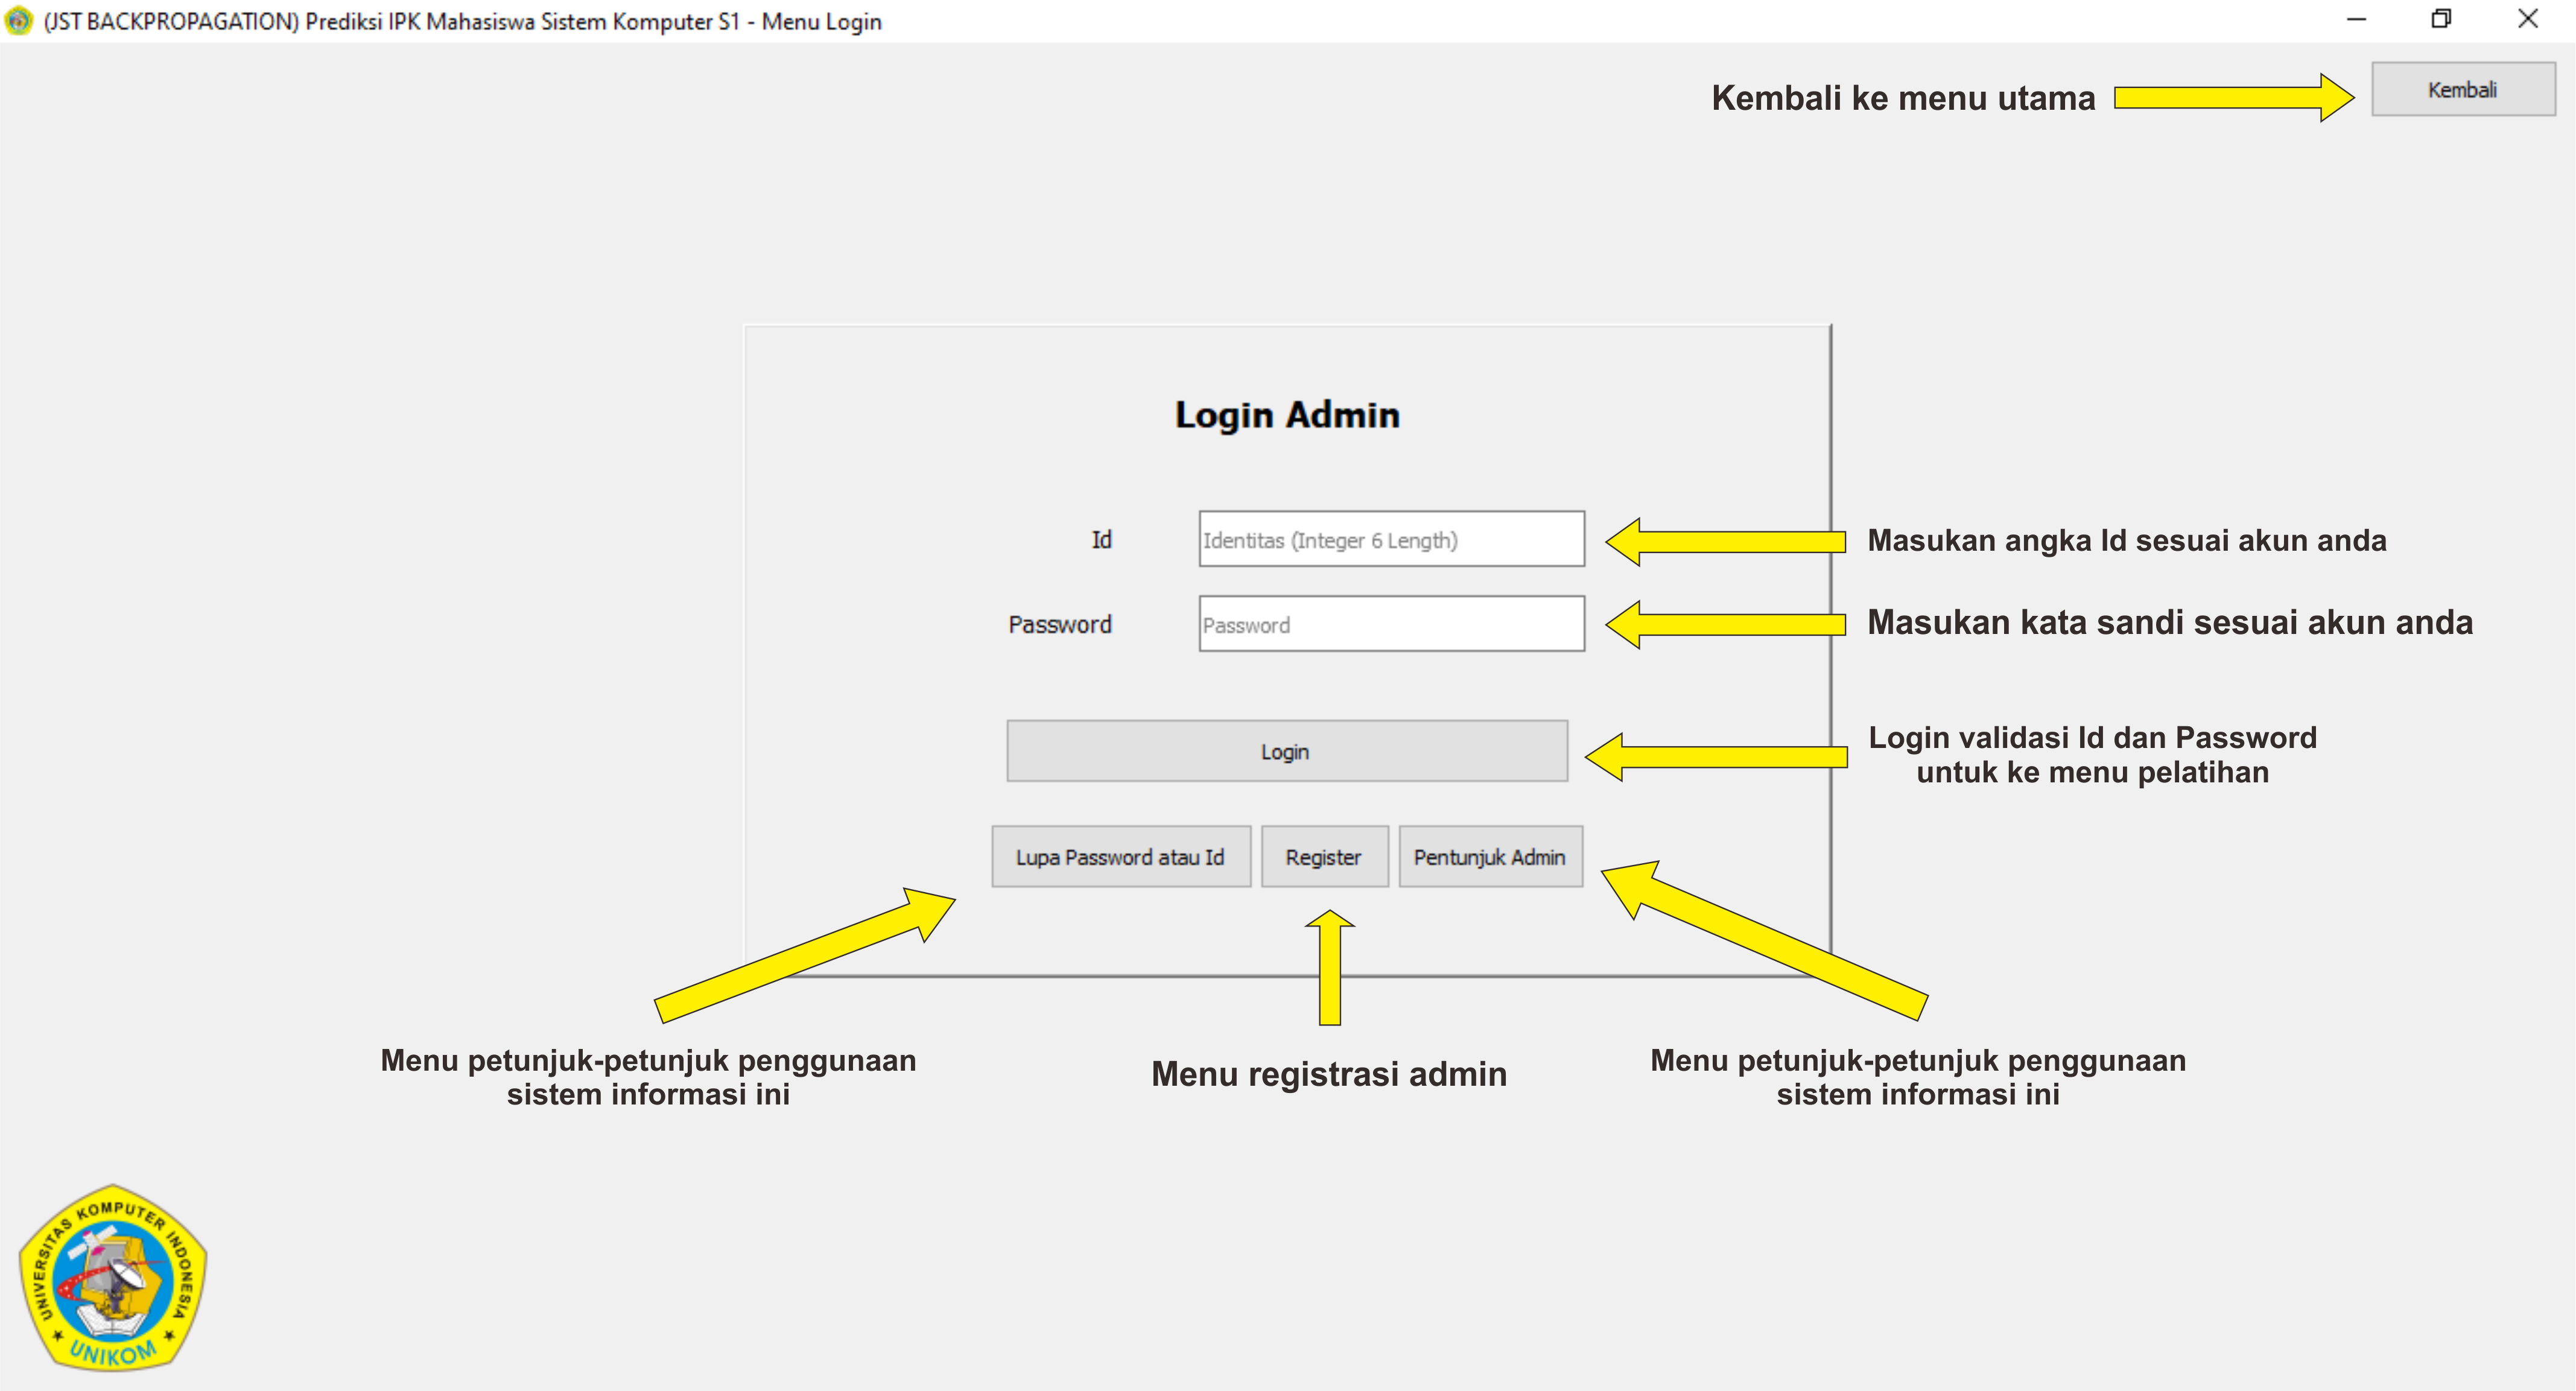 (JST BACKPROPAGATION) Prediksi IPK Mahasiswa Sistem Komputer S1 - Menu Login
Kembali ke menu utama
Kembali
Login Admin
Id
Identitas (Integer 6 Length)
Masukan angka Id sesuai akun anda
Password
Password
Masukan kata sandi sesuai akun anda
Login
Login validasi Id dan Password
untuk ke menu pelatihan
Lupa Password atau Id
Register
Pentunjuk Admin
Menu petunjuk-petunjuk penggunaan
sistem informasi ini
Menu registrasi admin
Menu petunjuk-petunjuk penggunaan
sistem informasi ini
UNIVERSITAS KOMPUTER INDONESIA
UNIKOM